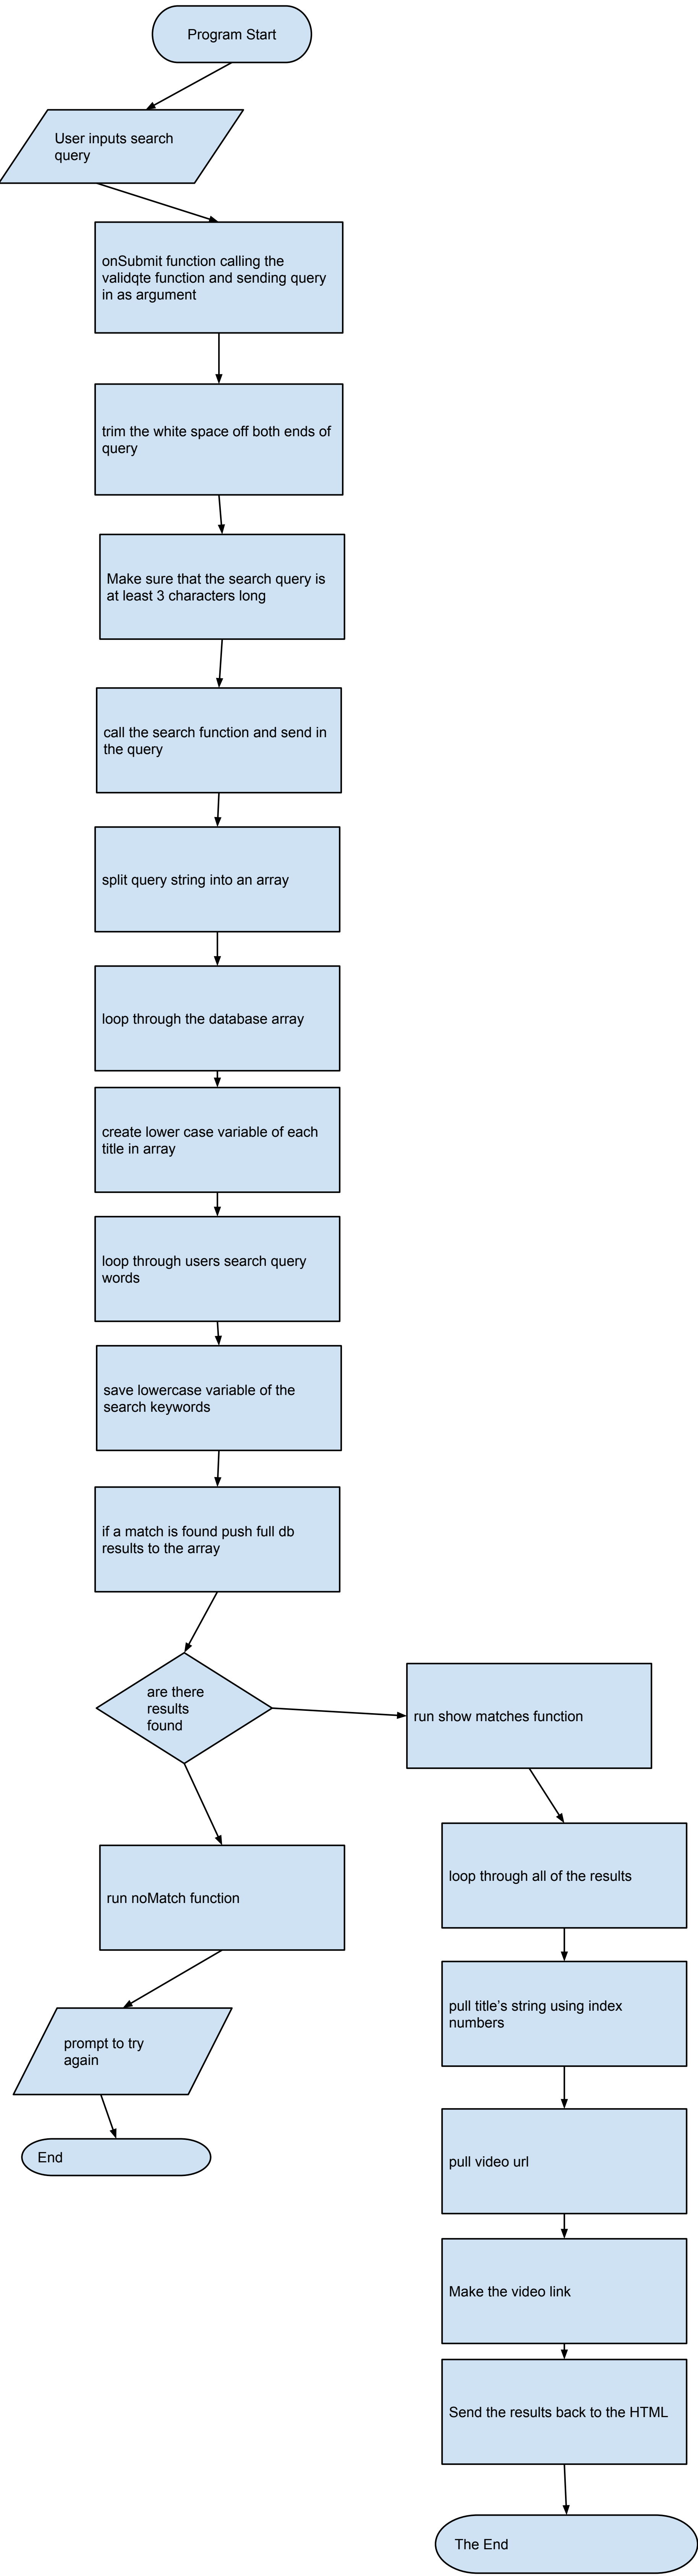 Program Start
User inputs search
query
onSubmit function calling the
validqte function and sending query
in as argument
trim the white space off both ends of
query
Make sure that the search query is
at least 3 characters long
call the search function and send in
the query
split query string into an array
loop through the database array
create lower case variable of each
title in array
loop through users search query
words
save lowercase variable of the
search keywords
if a match is found push full db
results to the array
are there
results
found
run show matches function
loop through all of the results
run noMatch function
pull title’s string using index
numbers
prompt to try
again
End
pull video url
Make the video link
Send the results back to the HTML
The End